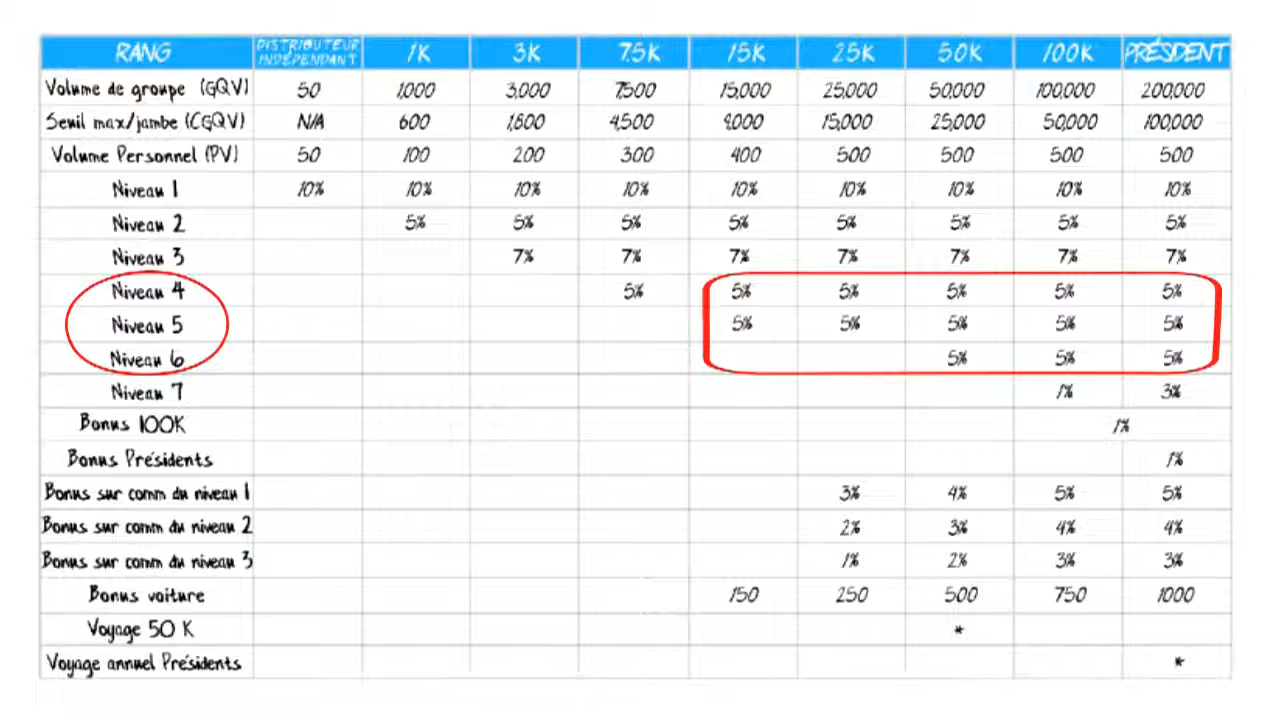 RANG DISTRIBUTEUR INDÉPENDANT 1K 3K 7.5K 15K 25K 50K 100K PRÉSIDENT
Volume de groupe (GQV) 50 1,000 3,000 7,500 15,000 25,000 50,000 100,000 200,000
Seuil max/jambe (CGQV) N/A 600 1,800 4,500 9,000 15,000 25,000 50,000 100,000
Volume Personnel (PV) 50 100 200 300 400 500 500 500 500
Niveau 1 10% 10% 10% 10% 10% 10% 10% 10% 10%
Niveau 2 5% 5% 5% 5% 5% 5% 5% 5%
Niveau 3 7% 7% 7% 7% 7% 7% 7%
Niveau 4 5% 5% 5% 5% 5% 5%
Niveau 5 5% 5% 5% 5% 5%
Niveau 6 5% 5% 5%
Niveau 7 1% 3%
Bonus 100K 1%
Bonus Présidents 1%
Bonus sur comm du niveau 1 3% 4% 5% 5%
Bonus sur comm du niveau 2 2% 3% 4% 4%
Bonus sur comm du niveau 3 1% 2% 3% 3%
Bonus voiture 150 250 500 750 1000
Voyage 50 K *
Voyage annuel Présidents *